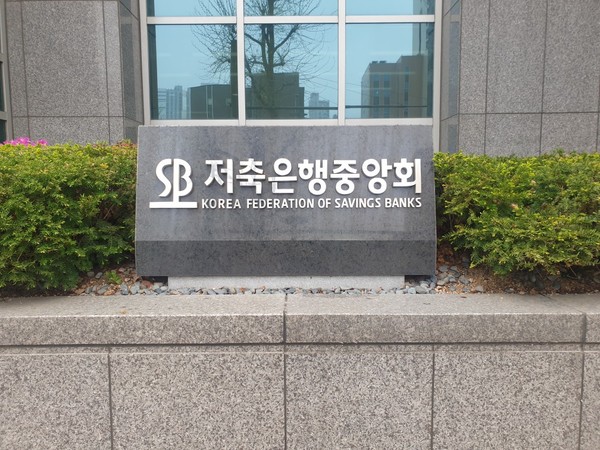 SB 저축은행중앙회
KOREA FEDERATION OF SAVINGS BANKS